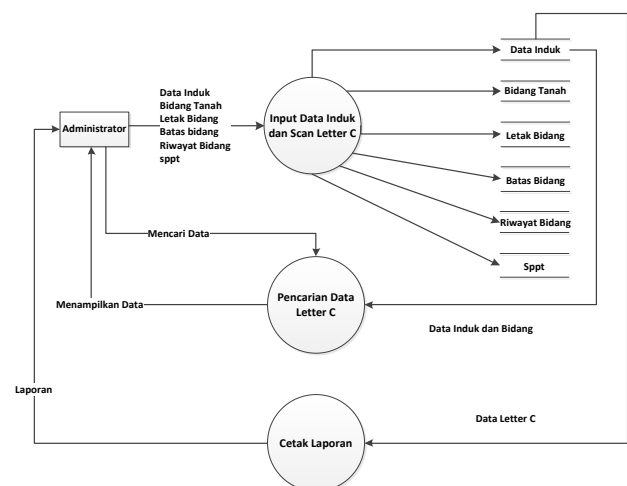 Data Induk
Data Induk
Bidang Tanah
Letak Bidang
Batas bidang
Riwayat Bidang
sppt
Administrator
Input Data Induk
dan Scan Letter C
Bidang Tanah
Letak Bidang
Batas Bidang
Riwayat Bidang
Sppt
Mencari Data
Menampilkan Data
Pencarian Data
Letter C
Data Induk dan Bidang
Laporan
Data Letter C
Cetak Laporan